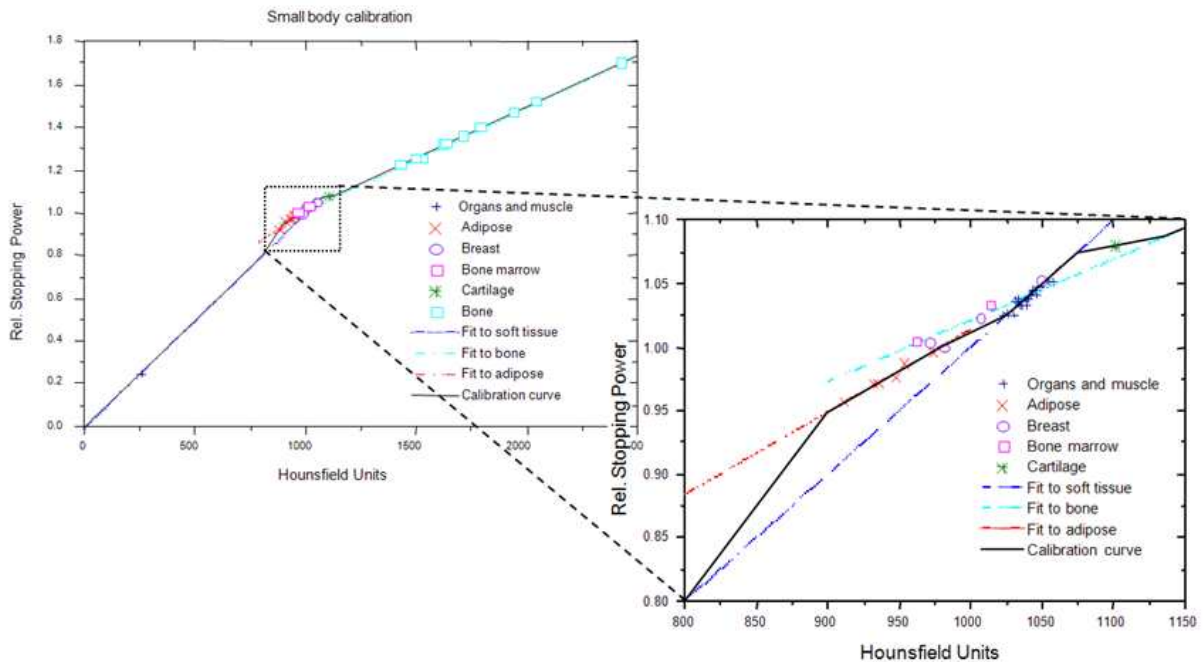 Small body calibration
1.8
1.6
1.4
1.2
1.0
0.8
0.6
0.4
0.2
0.0
Rel. Stopping Power
Organs and muscle
Adipose
Breast
Bone marrow
Cartilage
Bone
Fit to soft tissue
Fit to bone
Fit to adipose
Calibration curve
0 500 1000 1500 2000
Hounsfield Units
1.10
1.05
1.00
0.95
0.90
0.85
0.80
Rel. Stopping Power
Organs and muscle
Adipose
Breast
Bone marrow
Cartilage
Fit to soft tissue
Fit to bone
Fit to adipose
Calibration curve
800 850 900 950 1000 1050 1100 1150
Hounsfield Units